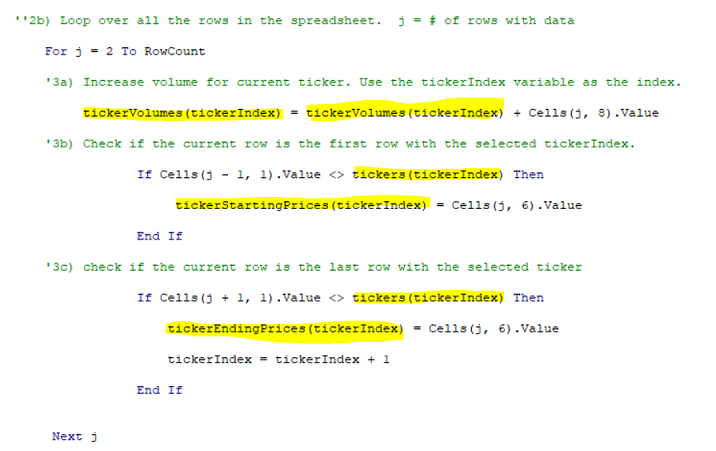 ''2b) Loop over all the rows in the spreadsheet.  j = # of rows with data
For j = 2 To RowCount
'3a) Increase volume for current ticker. Use the tickerIndex variable as the index.
tickerVolumes(tickerIndex) = tickerVolumes(tickerIndex) + Cells(j, 8).Value
'3b) Check if the current row is the first row with the selected tickerIndex.
If Cells(j - 1, 1).Value <> tickers(tickerIndex) Then
tickerStartingPrices(tickerIndex) = Cells(j, 6).Value
End If
'3c) check if the current row is the last row with the selected ticker
If Cells(j + 1, 1).Value <> tickers(tickerIndex) Then
tickerEndingPrices(tickerIndex) = Cells(j, 6).Value
tickerIndex = tickerIndex + 1
End If
Next j